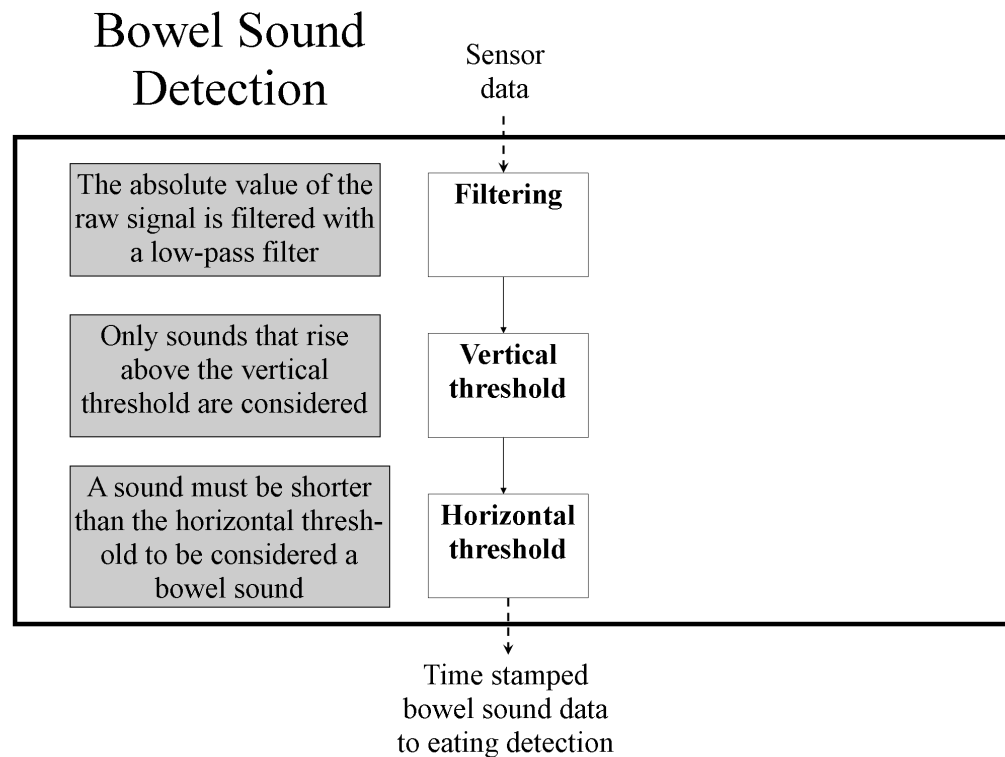 Bowel Sound
Detection
Sensor
data
The absolute value of the
raw signal is filtered with
a low-pass filter
Filtering
Only sounds that rise
above the vertical
threshold are considered
Vertical
threshold
A sound must be shorter
than the horizontal thresh-
old to be considered a
bowel sound
Horizontal
threshold
Time stamped
bowel sound data
to eating detection